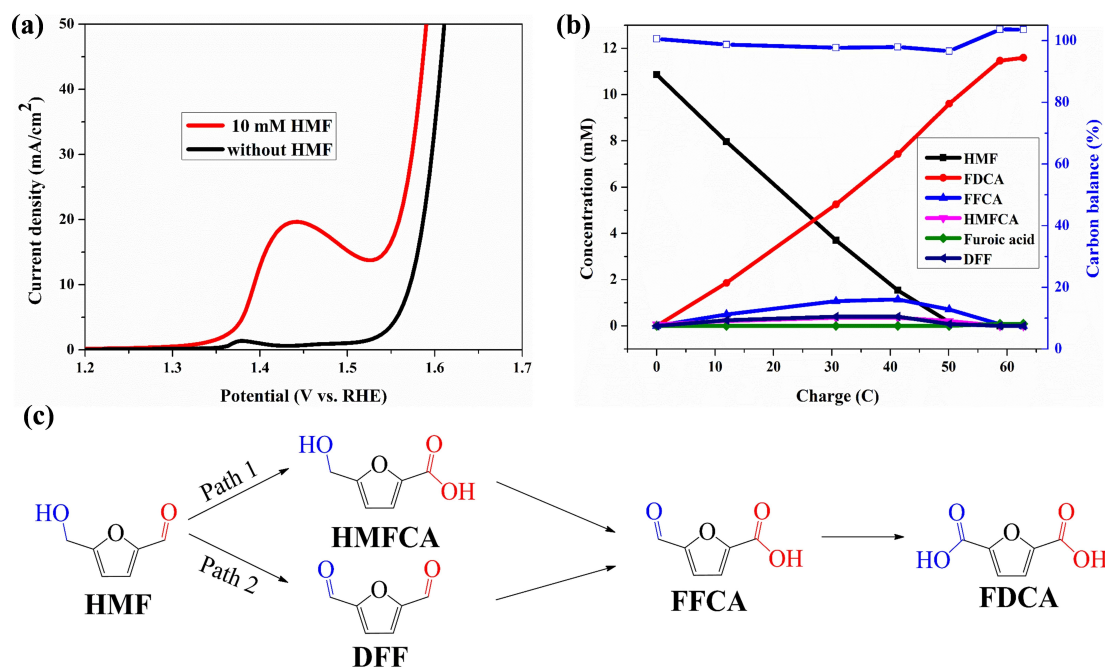 (a)
50
40
30
20
10
0
Current density (mA/cm²)
10 mM HMF
without HMF
1.2
1.3
1.4
1.5
1.6
1.7
Potential (V vs. RHE)
(b)
12
10
8
6
4
2
0
Concentration (mM)
HMF
FDCA
FFCA
HMFCA
Furoic acid
DFF
100
80
60
40
20
0
Carbon balance (%)
0
10
20
30
40
50
60
Charge (C)
(c)
HO
O
O
HMF
Path 1
Path 2
HO
O
O
OH
HMFCA
O
O
O
DFF
O
O
O
OH
FFCA
O
O
O
HO
OH
FDCA